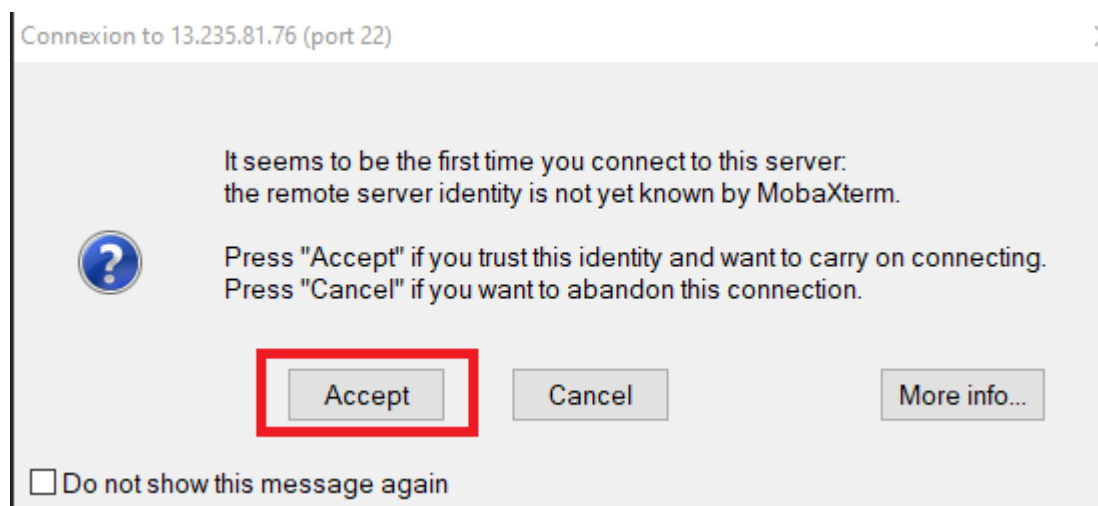 Connexion to 13.235.81.76 (port 22)
It seems to be the first time you connect to this server:
the remote server identity is not yet known by MobaXterm.
Press "Accept" if you trust this identity and want to carry on connecting.
Press "Cancel" if you want to abandon this connection.
Accept
Cancel
More info...
Do not show this message again